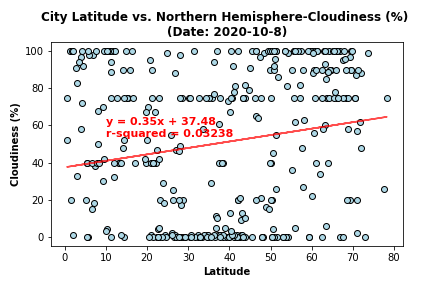 City Latitude vs. Northern Hemisphere-Cloudiness (%)
(Date: 2020-10-8)
Cloudiness (%)
100
80
60
40
20
0
y = 0.35x + 37.48
r-squared = 0.03238
0 10 20 30 40 50 60 70 80
Latitude